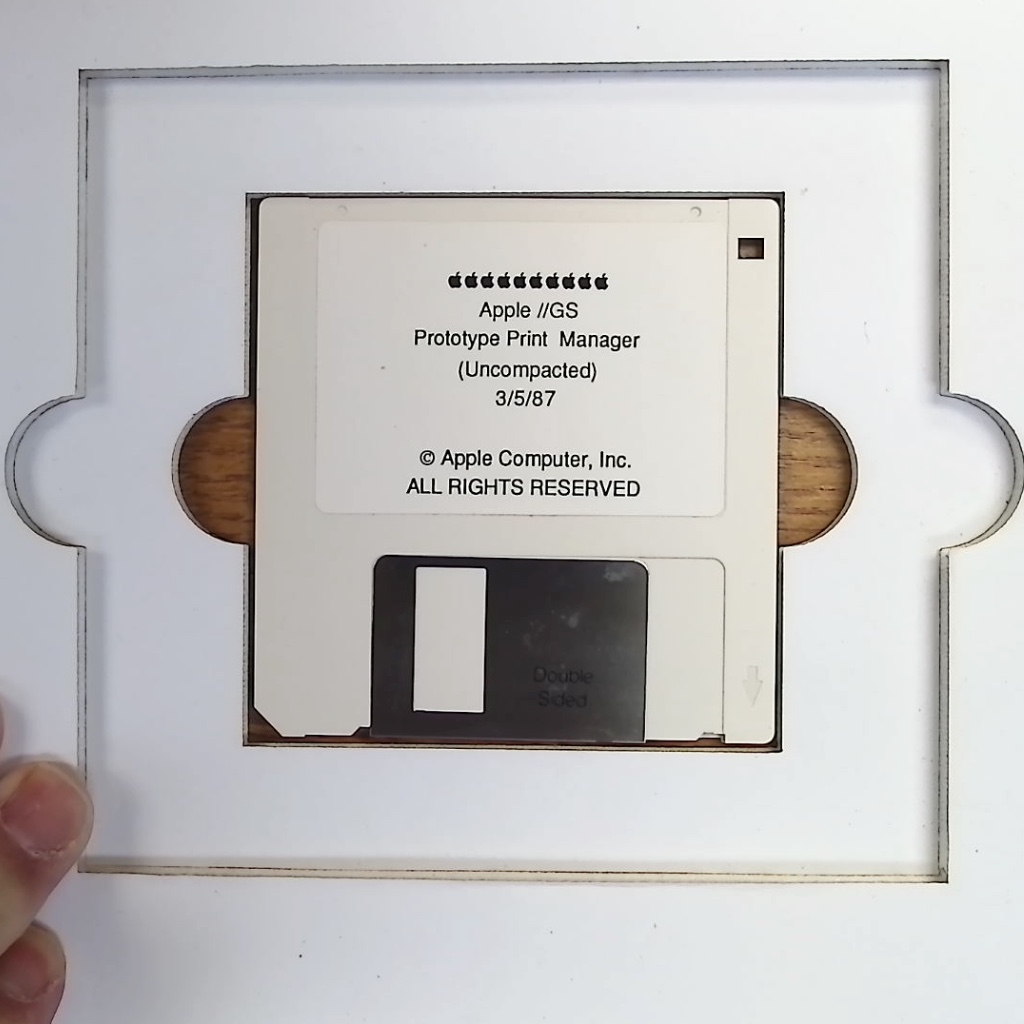 Apple //GS
Prototype Print Manager
(Uncompacted)
3/5/87
© Apple Computer, Inc.
ALL RIGHTS RESERVED
Double
Sided